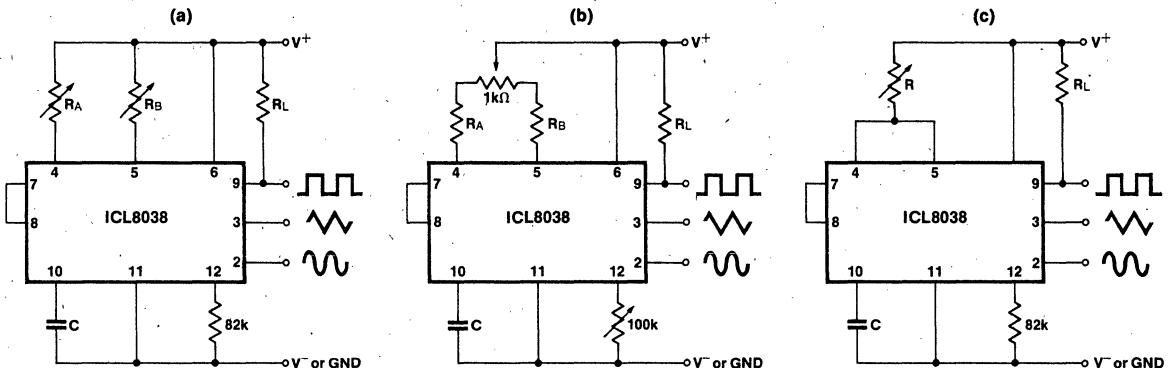 (a)
V+
RA
RB
RL
4
5
6
7
8
9
3
2
ICL8038
10
11
12
C
82k
V− or GND
(b)
V+
1kΩ
RA
RB
RL
4
5
6
7
8
9
3
2
ICL8038
10
11
12
C
100k
V− or GND
(c)
V+
R
RL
4
5
7
8
9
3
2
ICL8038
10
11
12
C
82k
V− or GND
6